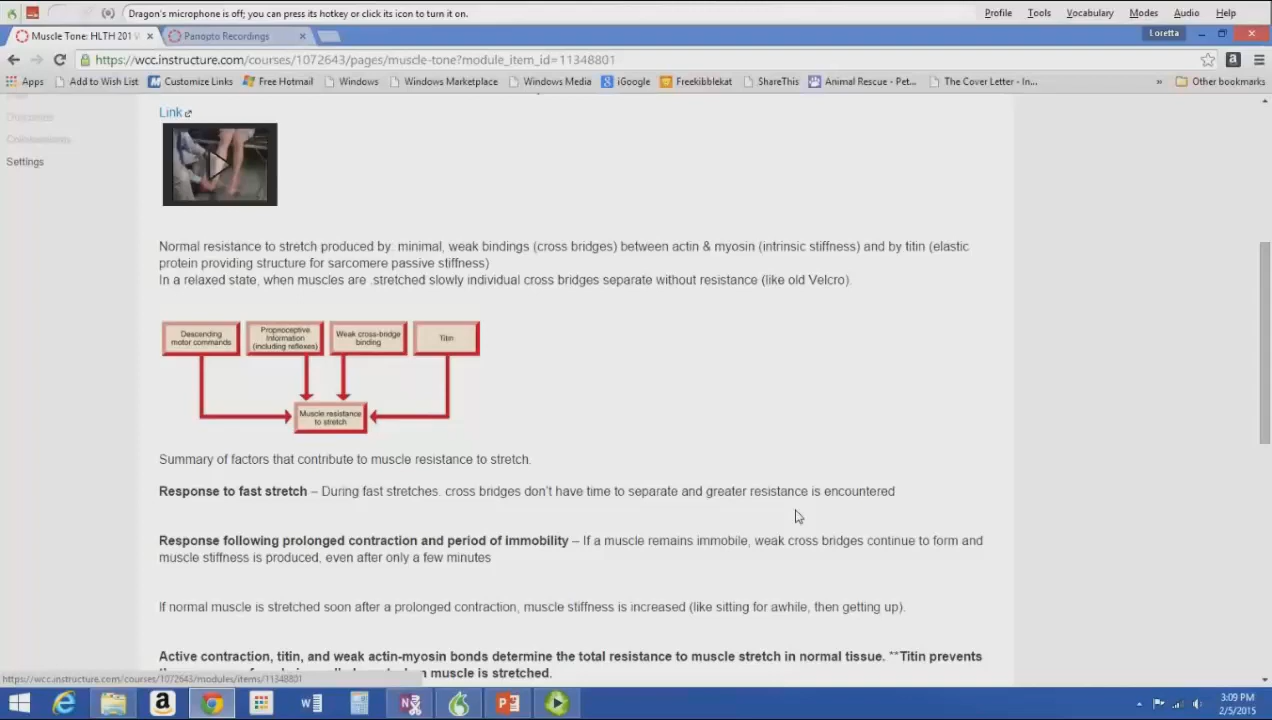 Dragon's microphone is off; you can press its hotkey or click its icon to turn it on.
Profile Tools Vocabulary Modes Audio Help
Muscle Tone: HLTH 201
Panopto Recordings
Loretta
https://wcc.instructure.com/courses/1072643/pages/muscle-tone?module_item_id=11348801
Apps Add to Wish List Customize Links Free Hotmail Windows Windows Marketplace Windows Media iGoogle Freekibblekat ShareThis Animal Rescue - Pet... The Cover Letter - In... » Other bookmarks
Settings
Link
Normal resistance to stretch produced by: minimal, weak bindings (cross bridges) between actin & myosin (intrinsic stiffness) and by titin (elastic
protein providing structure for sarcomere passive stiffness)
In a relaxed state, when muscles are .stretched slowly individual cross bridges separate without resistance (like old Velcro).
Descending
motor commands
Proprioceptive
Information
(including reflexes)
Weak cross-bridge
binding
Titin
Muscle resistance
to stretch
Summary of factors that contribute to muscle resistance to stretch.
Response to fast stretch – During fast stretches. cross bridges don't have time to separate and greater resistance is encountered
Response following prolonged contraction and period of immobility – If a muscle remains immobile, weak cross bridges continue to form and
muscle stiffness is produced, even after only a few minutes
If normal muscle is stretched soon after a prolonged contraction, muscle stiffness is increased (like sitting for awhile, then getting up).
Active contraction, titin, and weak actin-myosin bonds determine the total resistance to muscle stretch in normal tissue. **Titin prevents
muscle is stretched.
https://wcc.instructure.com/courses/1072643/modules/items/11348801
3:09 PM
2/5/2015